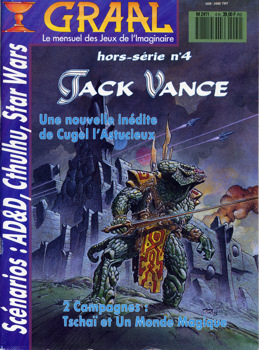 GRAAL
Le mensuel des Jeux de l'Imaginaire
hors-série n°4
JACK VANCE
Une nouvelle inédite
de Cugel l'Astucieux
Scénarios : AD&D, Cthulhu, Star Wars
2 Campagnes :
Tschaï et Un Monde Magique